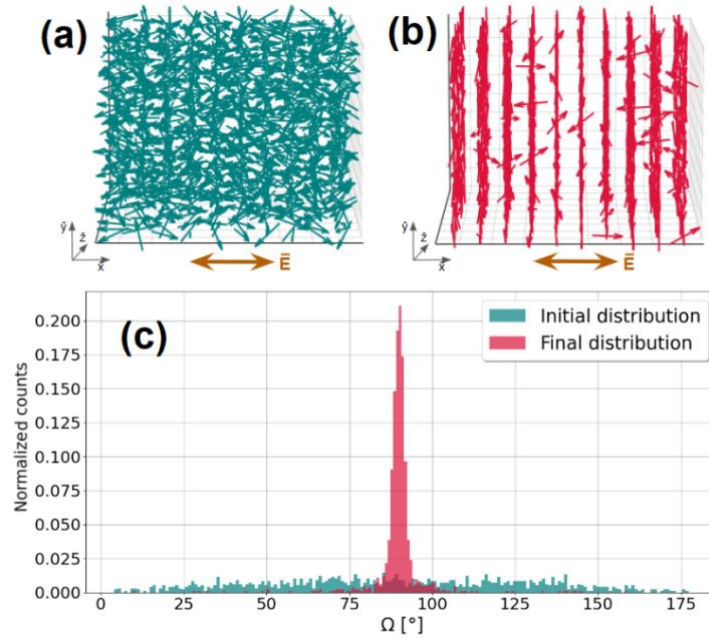 (a)
(b)
ŷ
ẑ
x̂
Ē
ŷ
ẑ
x̂
Ē
(c)
Initial distribution
Final distribution
Normalized counts
0.200
0.175
0.150
0.125
0.100
0.075
0.050
0.025
0.000
0
25
50
75
100
125
150
175
Ω [°]